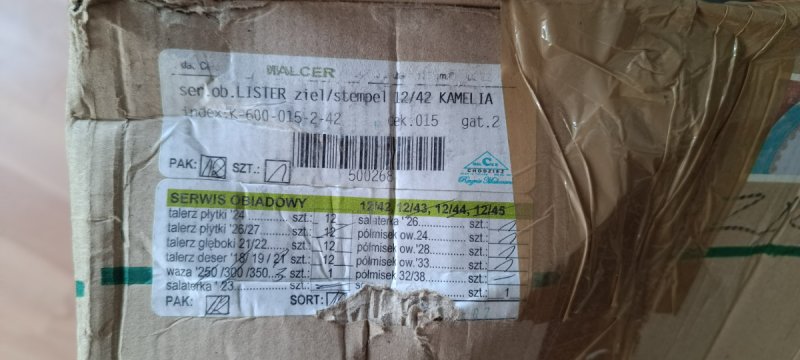 WALCER
ser.ob.LISTER ziel/stempel 12/42 KAMELIA
index:K-600-015-2-42 dek.015 gat.2
PAK: SZT.:
500268
CHODZIEŻ
SERWIS OBIADOWY 12/42, 12/43, 12/44, 12/45
talerz płytki '24 szt.: 12 salaterka '26 szt.:
talerz płytki '26/27 szt.: 12 półmisek ow.24 szt.:
talerz głęboki 21/22 szt.: 12 półmisek ow.'28 szt.:
talerz deser '18/ 19 / 21 szt.: 12 półmisek ow.'33 szt.:
waza '250 /300 /350 szt.: 1 półmisek 32/38 szt.:
salaterka ' 23 szt.: szt.: 1
PAK: SORT: